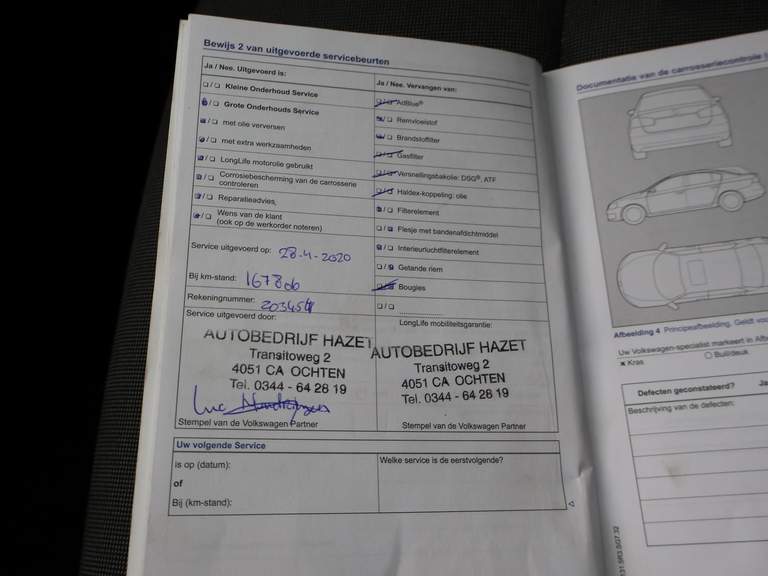 Bewijs 2 van uitgevoerde servicebeurten
Ja / Nee. Uitgevoerd is:
Kleine Onderhoud Service
Grote Onderhouds Service
met olie verversen
met extra werkzaamheden
LongLife motorolie gebruikt
Corrosiebescherming van de carrosserie
controleren
Reparatieadvies,
Wens van de klant
(ook op de werkorder noteren)
Service uitgevoerd op: 28-4-2020
Bij km-stand:
Rekeningnummer:
Service uitgevoerd door:
AUTOBEDRIJF HAZET
Transitoweg 2
4051 CA OCHTEN
Tel. 0344 - 64 28 19
Luc
Stempel van de Volkswagen Partner
Ja / Nee. Vervangen van:
AdBlue®
Remvloeistof
Brandstoffilter
Gasfilter
Versnellingsbakolie: DSG®, ATF
Haldex-koppeling: olie
Filterelement
Flesje met bandenafdichtmiddel
Interieurluchtfilterelement
Getande riem
Bougies
LongLife mobiliteitsgarantie:
AUTOBEDRIJF HAZET
Transitoweg 2
4051 CA OCHTEN
Tel. 0344 - 64 28 19
Stempel van de Volkswagen Partner
Uw volgende Service
is op (datum):
of
Bij (km-stand):
Welke service is de eerstvolgende?
Documentatie van de carrosseriecontrole
Afbeelding 4 Principeafbeelding. Geldt
Uw Volkswagen-specialist markeert in
Kras
Buil/deuk
Defecten geconstateerd?
Beschrijving van de defecten: